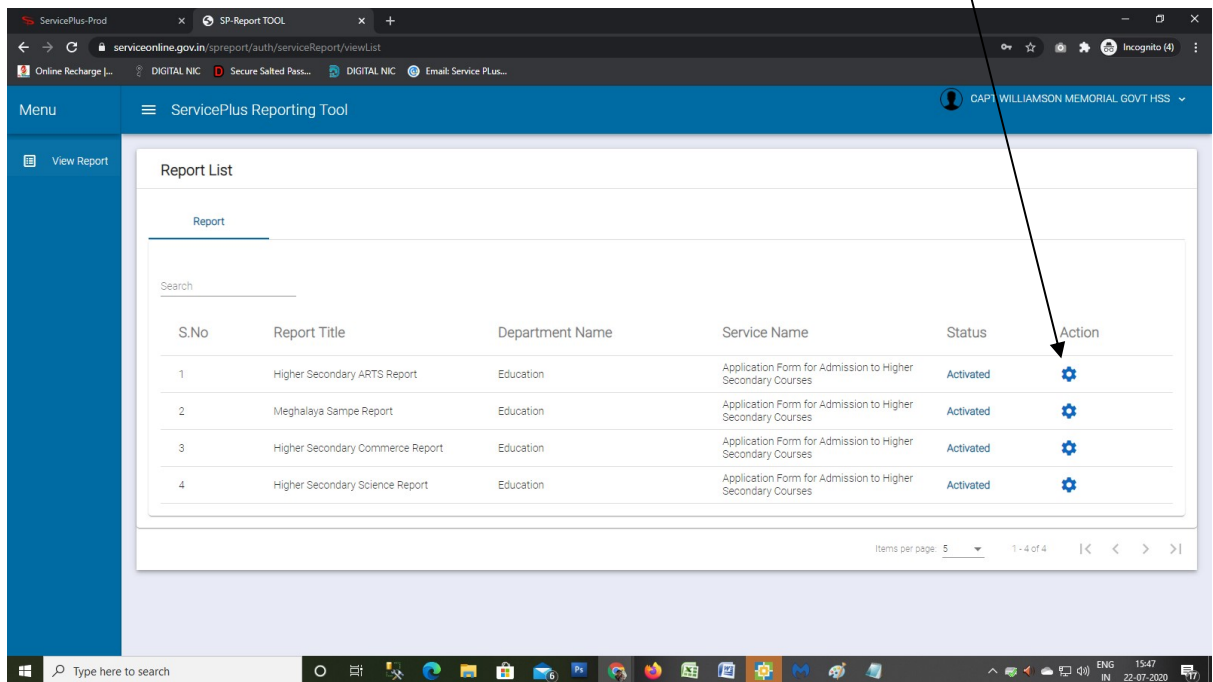 ServicePlus-Prod
SP-Report TOOL
serviceonline.gov.in/spreport/auth/serviceReport/viewList
Incognito (4)
Online Recharge |...
DIGITAL NIC
Secure Salted Pass...
DIGITAL NIC
Email: Service PLus...
Menu
ServicePlus Reporting Tool
CAPT WILLIAMSON MEMORIAL GOVT HSS
View Report
Report List
Report
Search
S.No Report Title Department Name Service Name Status Action
1 Higher Secondary ARTS Report Education Application Form for Admission to Higher Activated
Secondary Courses
2 Meghalaya Sampe Report Education Application Form for Admission to Higher Activated
Secondary Courses
3 Higher Secondary Commerce Report Education Application Form for Admission to Higher Activated
Secondary Courses
4 Higher Secondary Science Report Education Application Form for Admission to Higher Activated
Secondary Courses
Items per page: 5 1 - 4 of 4
Type here to search
6
Ps
ENG 15:47
IN 22-07-2020
17